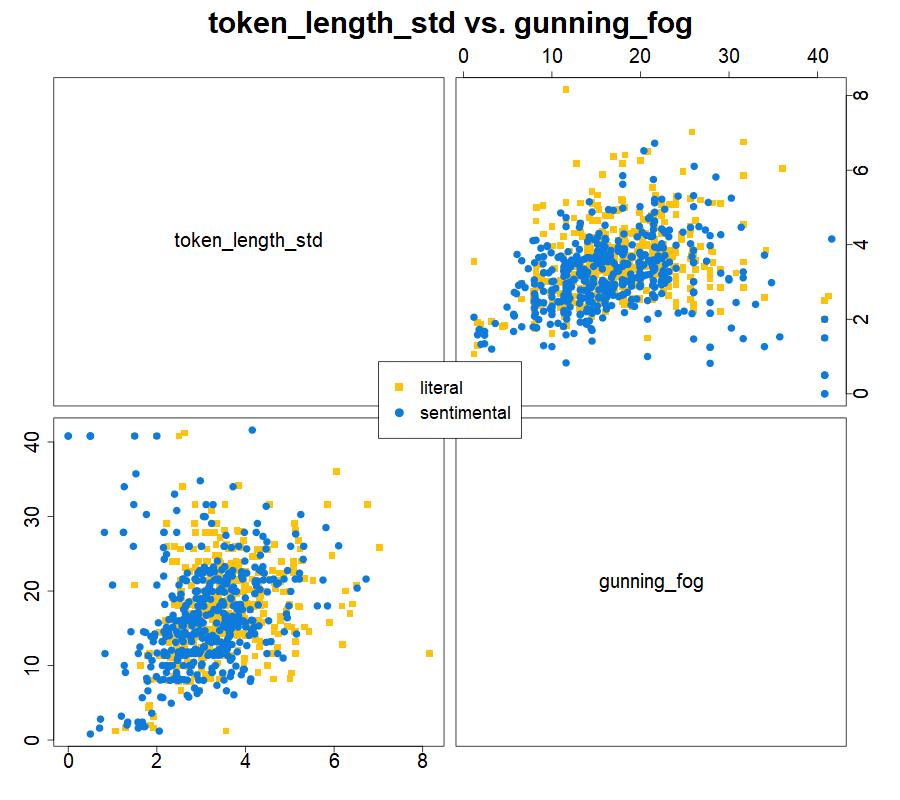 token_length_std vs. gunning_fog
0 10 20 30 40
token_length_std
0 2 4 6 8
literal
sentimental
0 10 20 30 40
gunning_fog
0 2 4 6 8